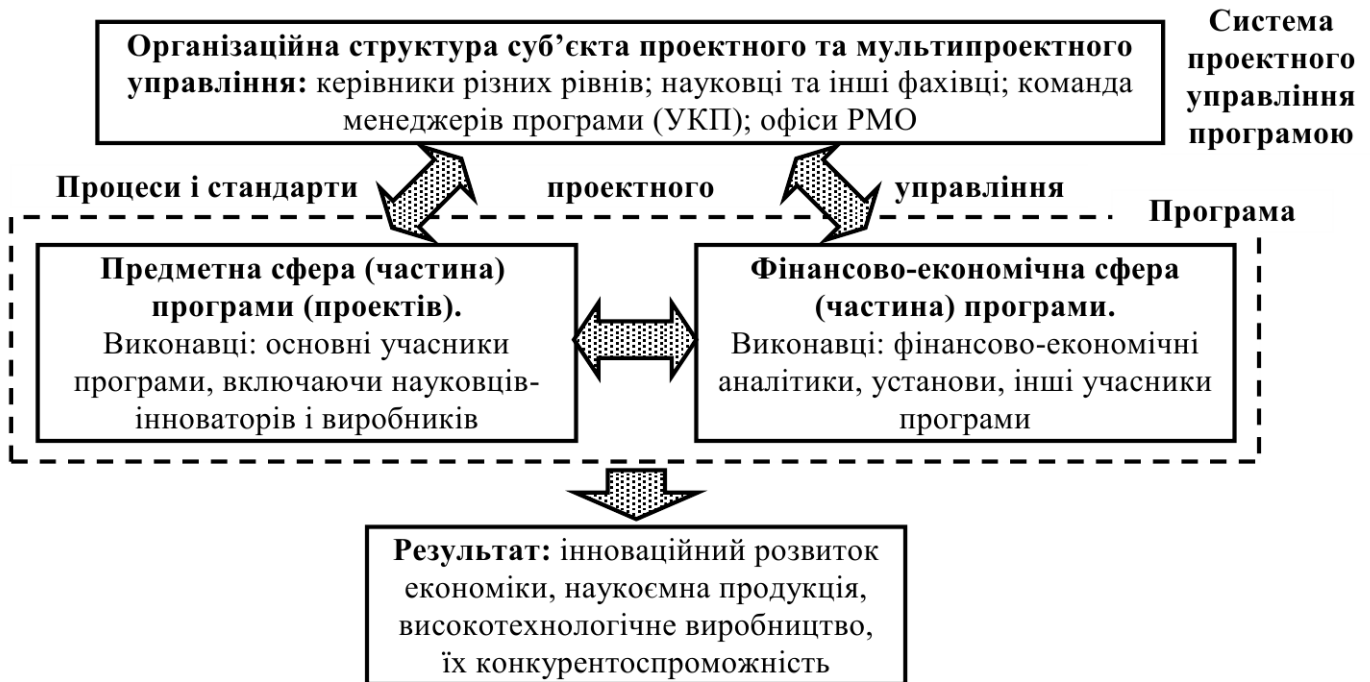 Організаційна структура суб’єкта проектного та мультипроектного
управління: керівники різних рівнів; науковці та інші фахівці; команда
менеджерів програми (УКП); офіси РМО
Система
проектного
управління
програмою
Процеси і стандарти проектного управління
Програма
Предметна сфера (частина)
програми (проектів).
Виконавці: основні учасники
програми, включаючи науковців-
інноваторів і виробників
Фінансово-економічна сфера
(частина) програми.
Виконавці: фінансово-економічні
аналітики, установи, інші учасники
програми
Результат: інноваційний розвиток
економіки, наукоємна продукція,
високотехнологічне виробництво,
їх конкурентоспроможність